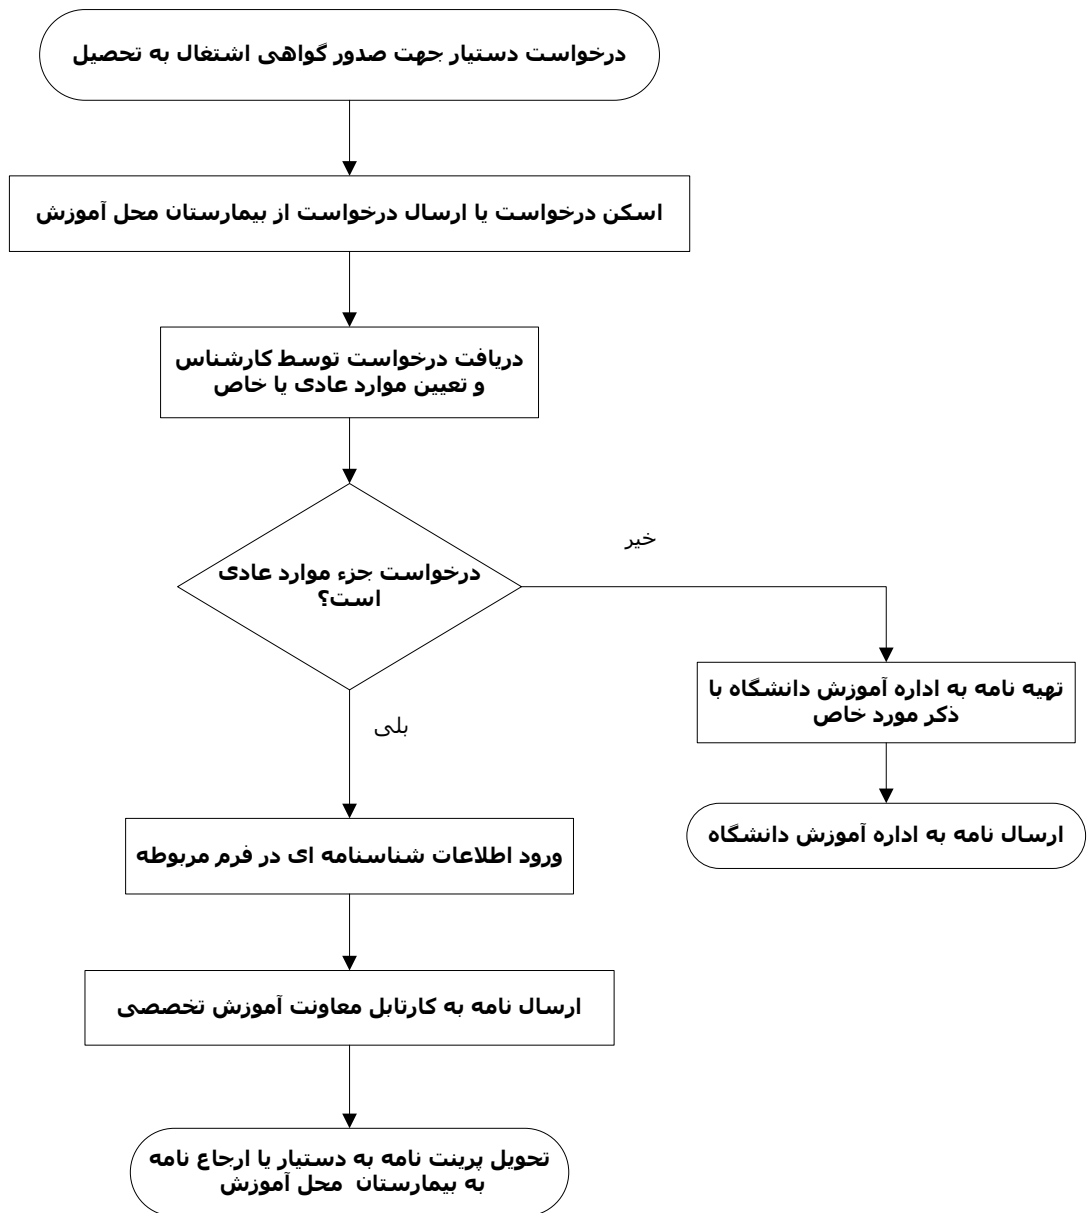 درخواست دستیار جهت صدور گواهی اشتغال به تحصیل
اسکن درخواست یا ارسال درخواست از بیمارستان محل آموزش
دریافت درخواست توسط کارشناس
و تعیین موارد عادی یا خاص
درخواست جزء موارد عادی
است؟
خیر
تهیه نامه به اداره آموزش دانشگاه با
ذکر مورد خاص
ارسال نامه به اداره آموزش دانشگاه
بلی
ورود اطلاعات شناسنامه ای در فرم مربوطه
ارسال نامه به کارتابل معاونت آموزش تخصصی
تحویل پرینت نامه به دستیار یا ارجاع نامه
به بیمارستان محل آموزش